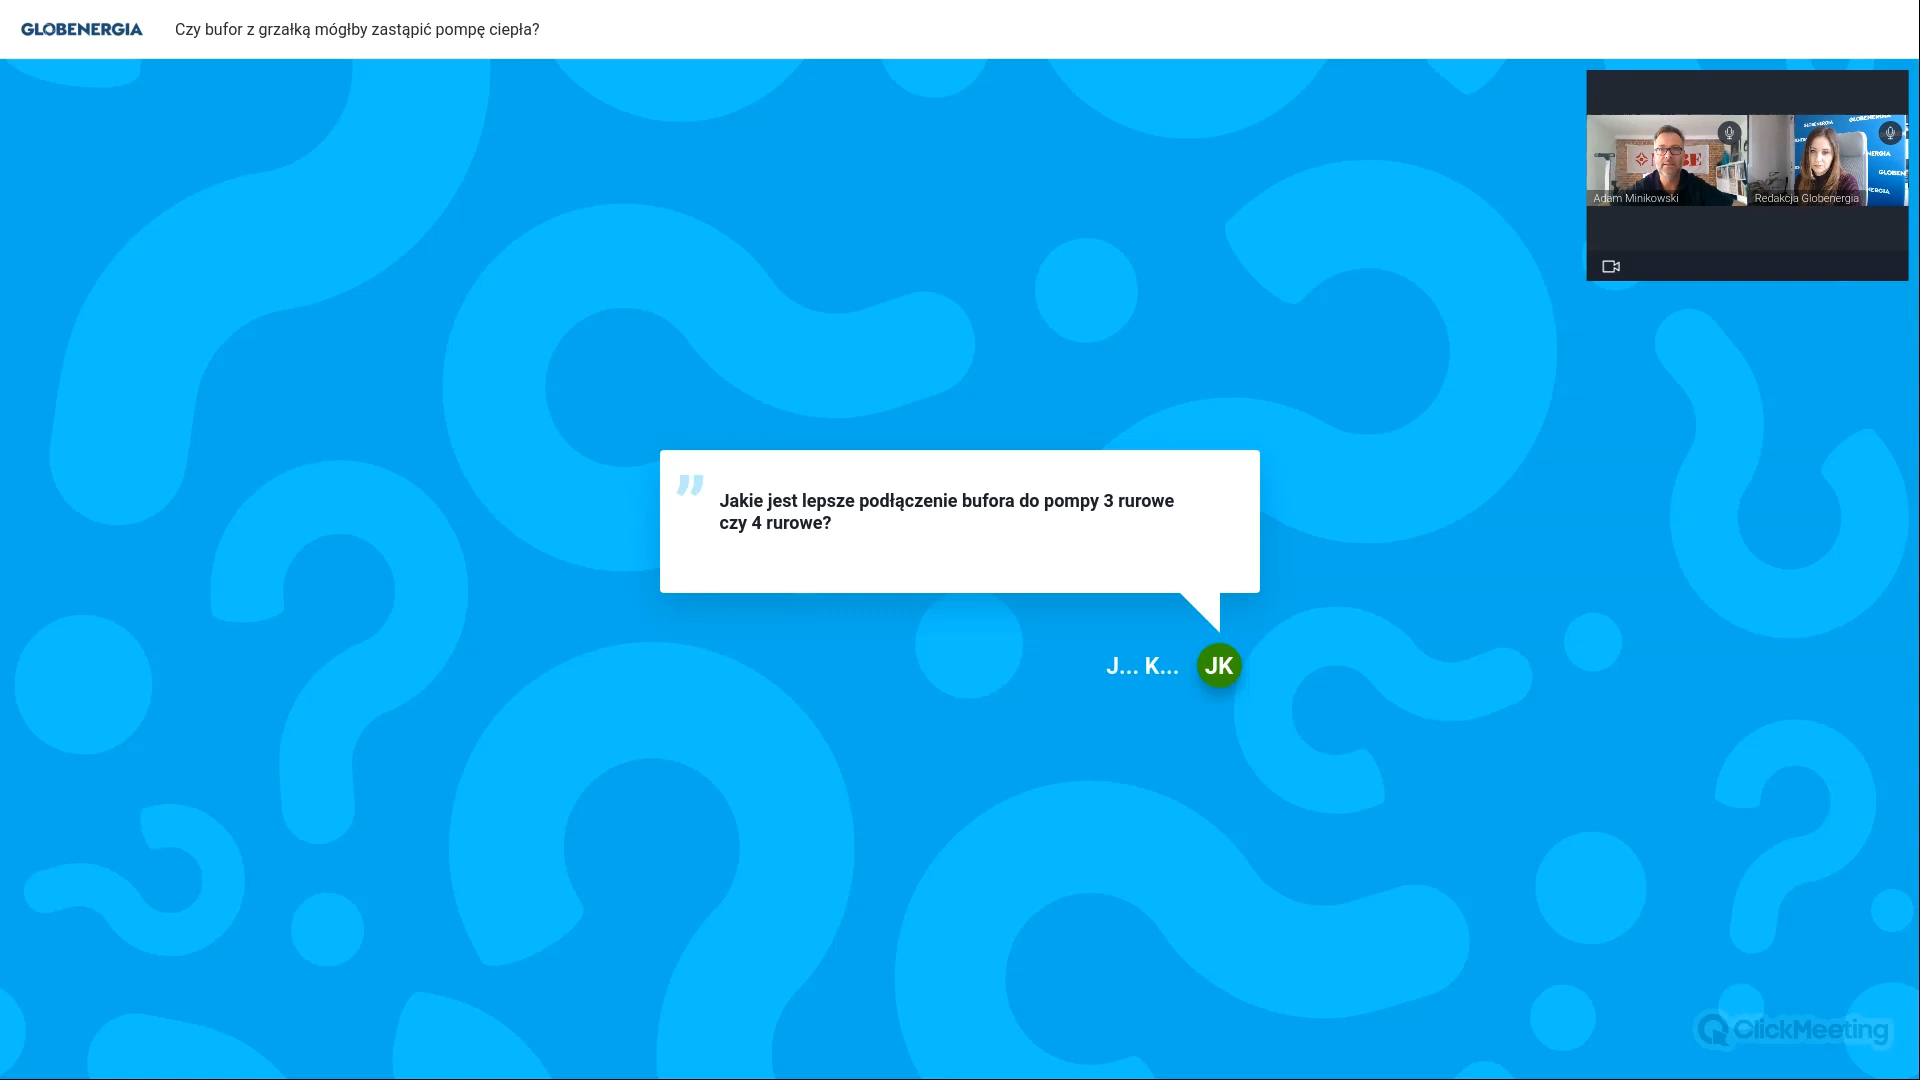 GLOBENERGIA
Czy bufor z grzałką mógłby zastąpić pompę ciepła?
Adam Minikowski
Redakcja Globenergia
”
Jakie jest lepsze podłączenie bufora do pompy 3 rurowe
czy 4 rurowe?
J... K...
JK
ClickMeeting